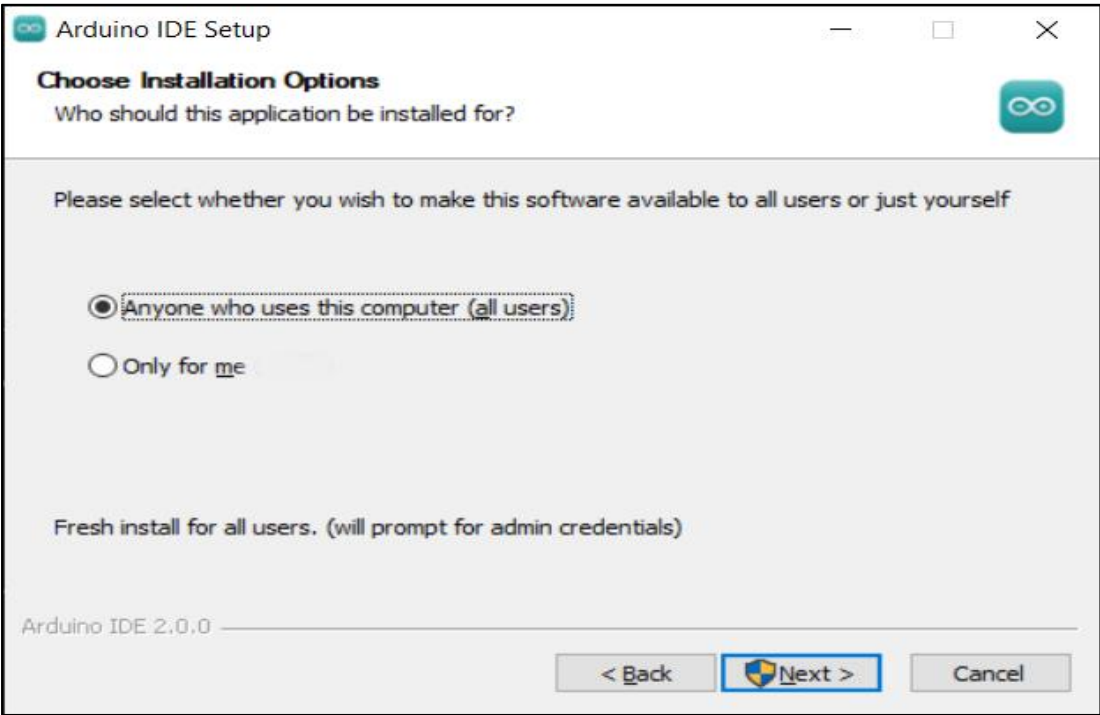 Arduino IDE Setup
Choose Installation Options
Who should this application be installed for?
Please select whether you wish to make this software available to all users or just yourself
Anyone who uses this computer (all users)
Only for me
Fresh install for all users. (will prompt for admin credentials)
Arduino IDE 2.0.0
< Back Next > Cancel